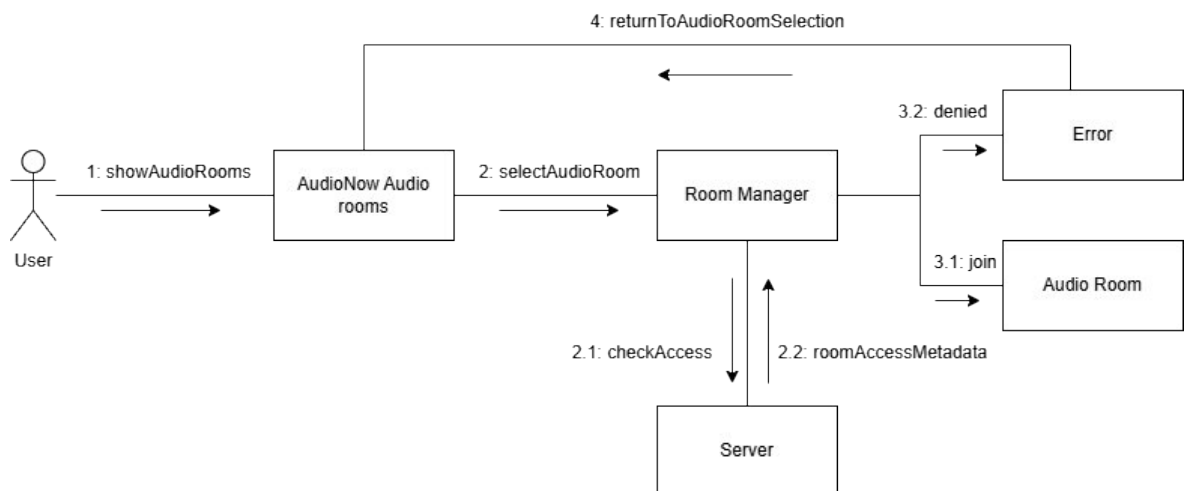 4: returnToAudioRoomSelection
3.2: denied
Error
1: showAudioRooms
AudioNow Audio
rooms
2: selectAudioRoom
Room Manager
User
3.1: join
Audio Room
2.1: checkAccess
2.2: roomAccessMetadata
Server